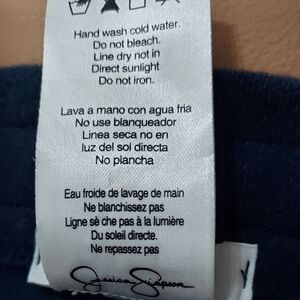 Hand wash cold water.
Do not bleach.
Line dry not in
Direct sunlight
Do not iron.
Lava a mano con agua fria
No use blanqueador
Linea seca no en
luz del sol directa
No plancha
Eau froide de lavage de main
Ne blanchissez pas
Ligne sè che pas à la lumière
Du soleil directe.
Ne repassez pas
Jessica Simpson